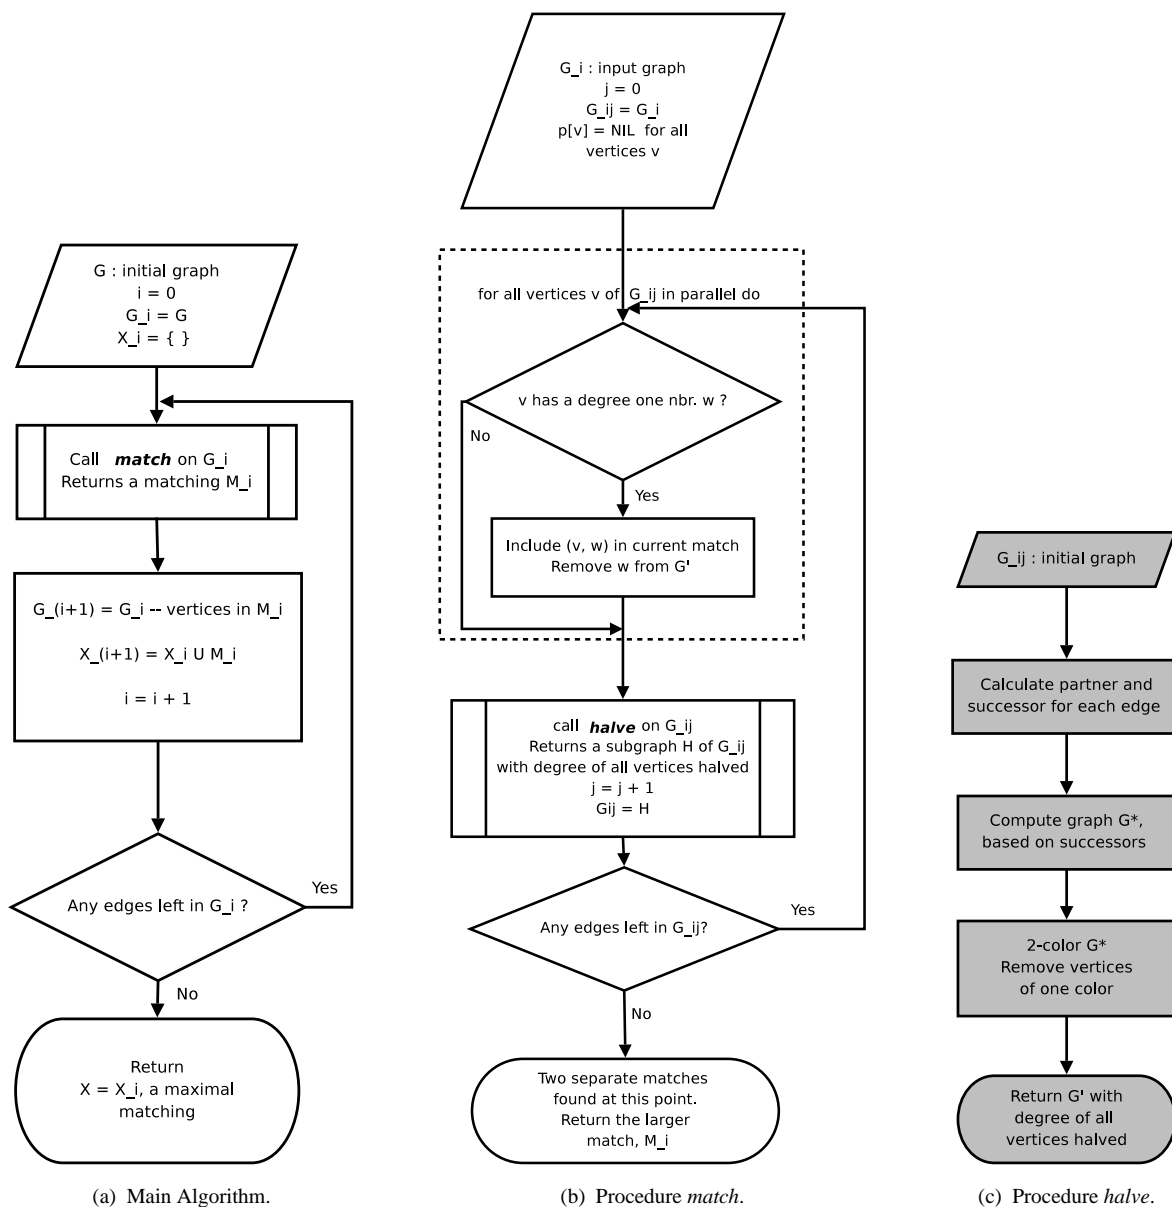 G : initial graph
i = 0
G_i = G
X_i = { }
Call match on G_i
Returns a matching M_i
G_(i+1) = G_i -- vertices in M_i
X_(i+1) = X_i U M_i
i = i + 1
Any edges left in G_i ?
Yes
No
Return
X = X_i, a maximal
matching
(a) Main Algorithm.
G_i : input graph
j = 0
G_ij = G_i
p[v] = NIL for all
vertices v
for all vertices v of G_ij in parallel do
v has a degree one nbr. w ?
No
Yes
Include (v, w) in current match
Remove w from G'
call halve on G_ij
Returns a subgraph H of G_ij
with degree of all vertices halved
j = j + 1
Gij = H
Any edges left in G_ij?
Yes
No
Two separate matches
found at this point.
Return the larger
match, M_i
(b) Procedure match.
G_ij : initial graph
Calculate partner and
successor for each edge
Compute graph G*,
based on successors
2-color G*
Remove vertices
of one color
Return G' with
degree of all
vertices halved
(c) Procedure halve.